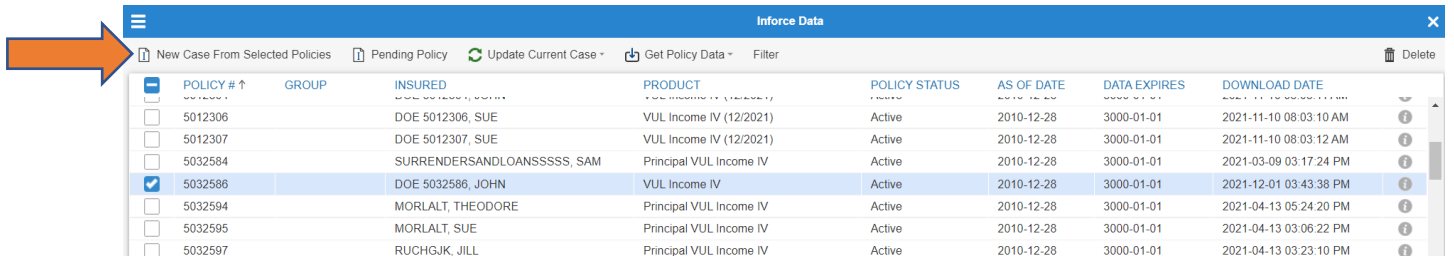 Inforce Data
New Case From Selected Policies Pending Policy Update Current Case Get Policy Data Filter Delete
POLICY # ↑ GROUP INSURED PRODUCT POLICY STATUS AS OF DATE DATA EXPIRES DOWNLOAD DATE
5012306 DOE 5012306, SUE VUL Income IV (12/2021) Active 2010-12-28 3000-01-01 2021-11-10 08:03:10 AM
5012307 DOE 5012307, SUE VUL Income IV (12/2021) Active 2010-12-28 3000-01-01 2021-11-10 08:03:12 AM
5032584 SURRENDERSANDLOANSSSSS, SAM Principal VUL Income IV Active 2010-12-28 3000-01-01 2021-03-09 03:17:24 PM
5032586 DOE 5032586, JOHN VUL Income IV Active 2010-12-28 3000-01-01 2021-12-01 03:43:38 PM
5032594 MORLALT, THEODORE Principal VUL Income IV Active 2010-12-28 3000-01-01 2021-04-13 05:24:20 PM
5032595 MORLALT, SUE Principal VUL Income IV Active 2010-12-28 3000-01-01 2021-04-13 03:06:22 PM
5032597 RUCHGJK, JILL Principal VUL Income IV Active 2010-12-28 3000-01-01 2021-04-13 03:23:10 PM